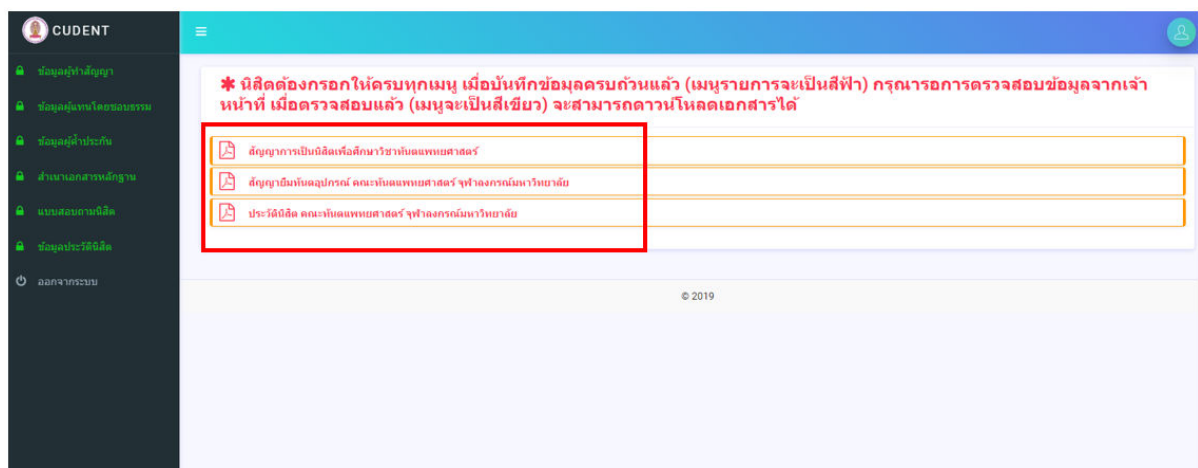 CUDENT
ข้อมูลผู้ทำสัญญา
ข้อมูลผู้แทนโดยชอบธรรม
ข้อมูลผู้ค้ำประกัน
สำเนาเอกสารหลักฐาน
แบบสอบถามนิสิต
ข้อมูลประวัตินิสิต
ออกจากระบบ
✱ นิสิตต้องกรอกให้ครบทุกเมนู เมื่อบันทึกข้อมูลครบถ้วนแล้ว (เมนูรายการจะเป็นสีฟ้า) กรุณารอการตรวจสอบข้อมูลจากเจ้า
หน้าที่ เมื่อตรวจสอบแล้ว (เมนูจะเป็นสีเขียว) จะสามารถดาวน์โหลดเอกสารได้
สัญญาการเป็นนิสิตเพื่อศึกษาวิชาทันตแพทยศาสตร์
สัญญายืมทันตอุปกรณ์ คณะทันตแพทยศาสตร์ จุฬาลงกรณ์มหาวิทยาลัย
ประวัตินิสิต คณะทันตแพทยศาสตร์ จุฬาลงกรณ์มหาวิทยาลัย
© 2019